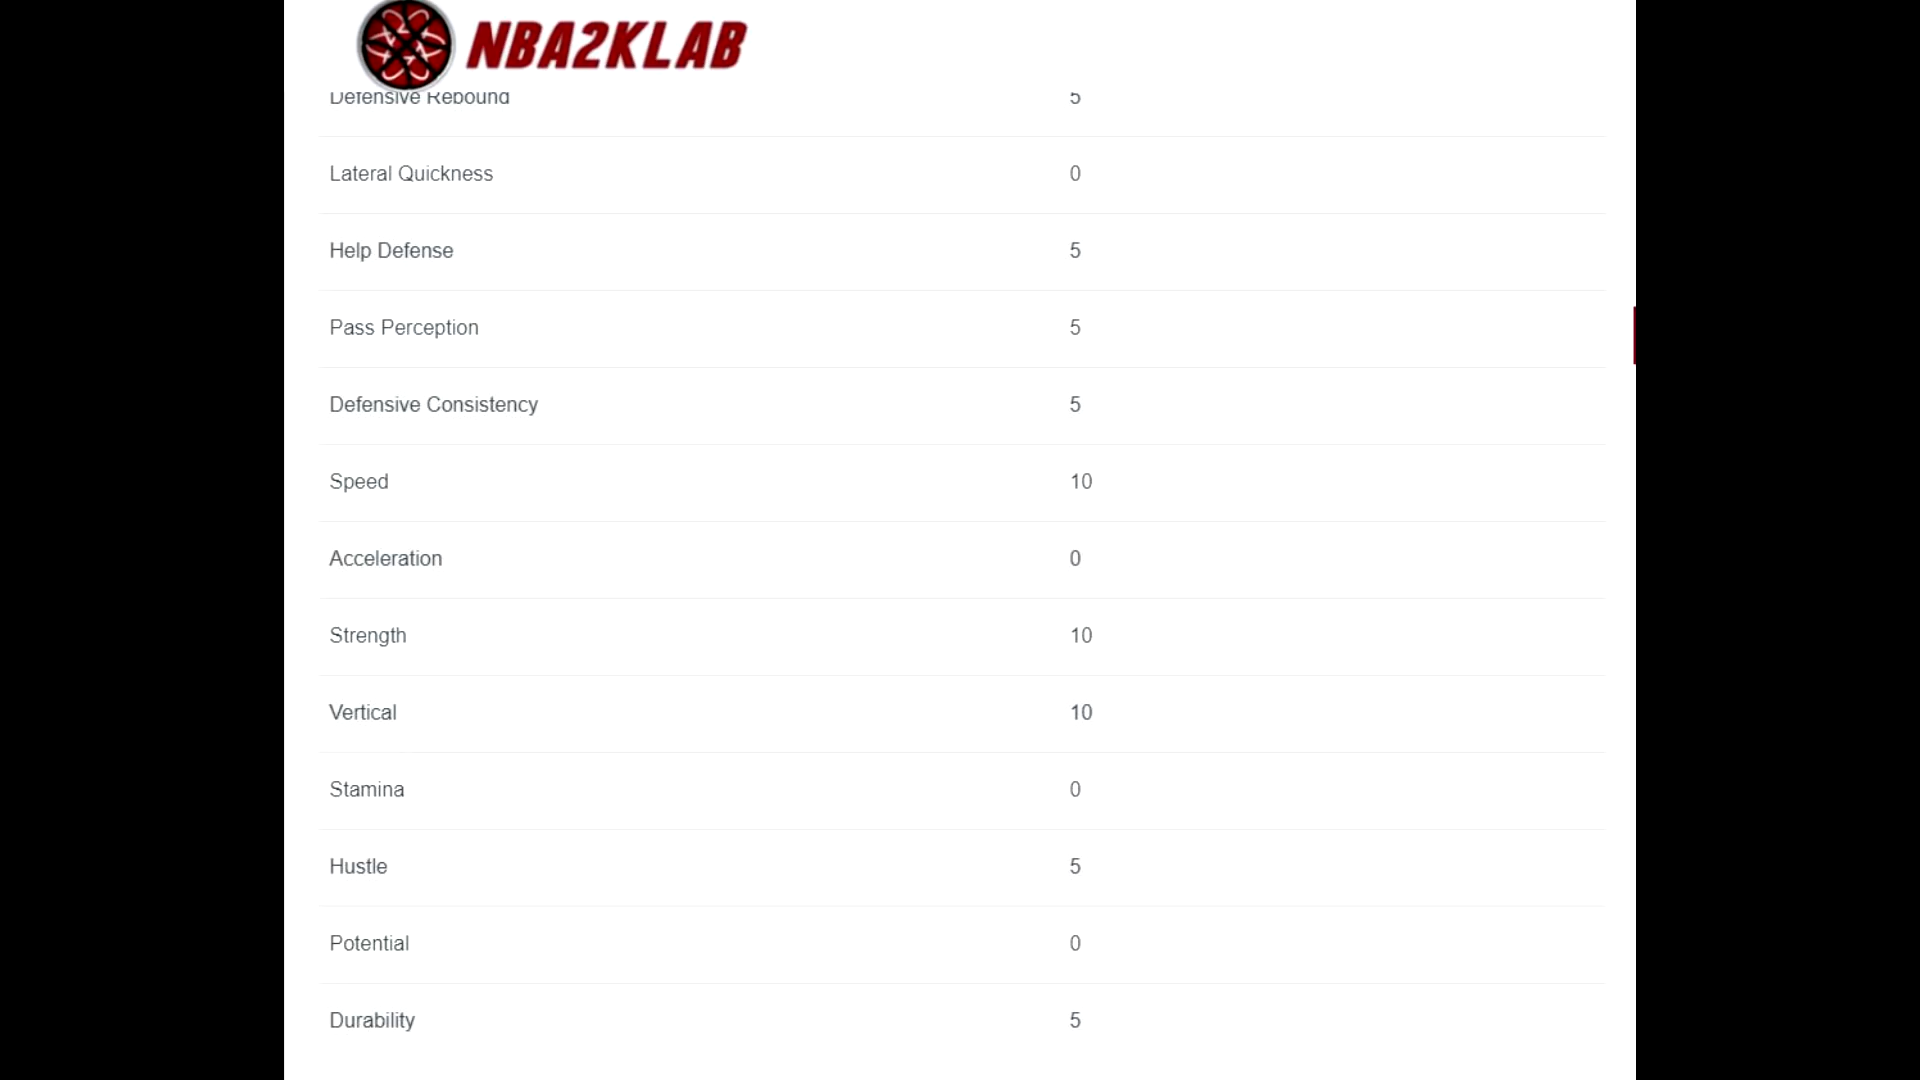 NBA2KLAB
Defensive Rebound 5
Lateral Quickness 0
Help Defense 5
Pass Perception 5
Defensive Consistency 5
Speed 10
Acceleration 0
Strength 10
Vertical 10
Stamina 0
Hustle 5
Potential 0
Durability 5